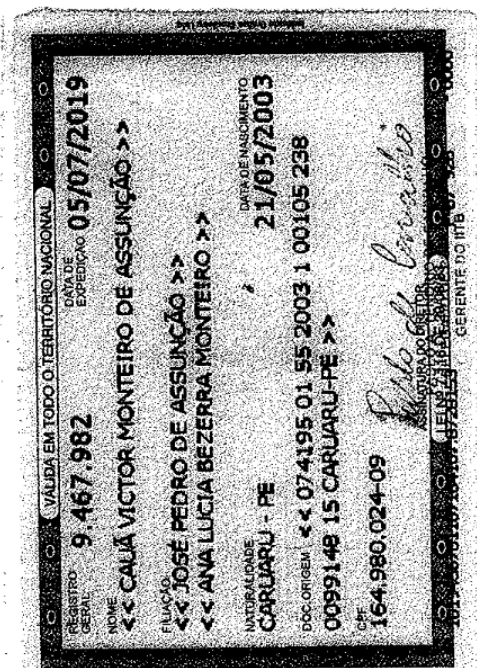 VÁLIDA EM TODO O TERRITÓRIO NACIONAL
REGISTRO GERAL 9.467.982 DATA DE EXPEDIÇÃO 05/07/2019
NOME
<< CAUÃ VICTOR MONTEIRO DE ASSUNÇÃO >>
FILIAÇÃO
<< JOSÉ PEDRO DE ASSUNÇÃO >>
<< ANA LUCIA BEZERRA MONTEIRO >>
NATURALIDADE DATA DE NASCIMENTO
CARUARU - PE 21/05/2003
DOC.ORIGEM << 074195 01 55 2003 1 00105 238
0099148 15 CARUARU-PE >>
CPF
164.980.024-09
ASSINATURA DO DIRETOR
GERENTE DO IITB